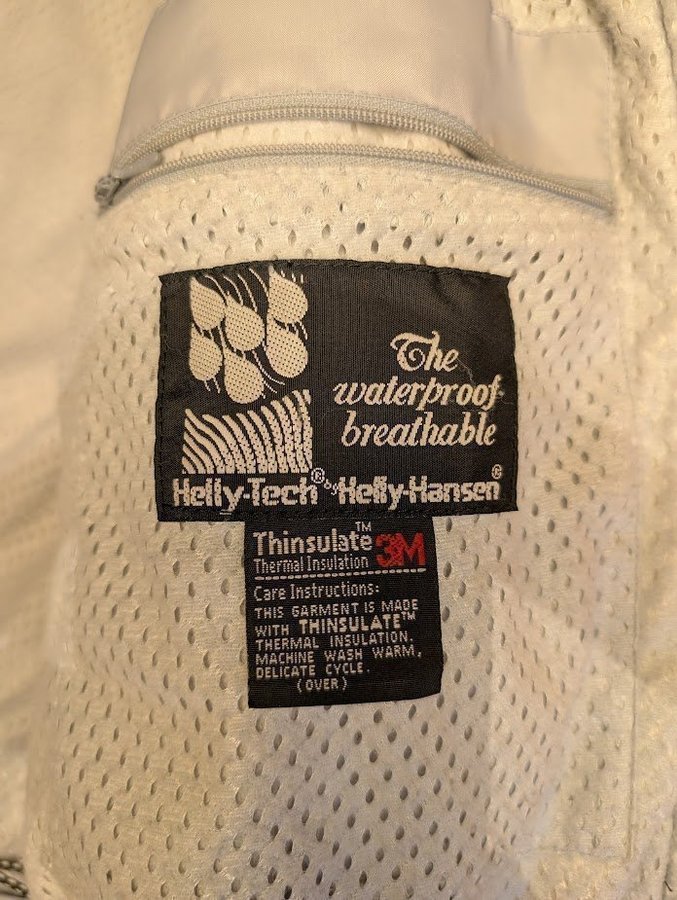 The
waterproof-
breathable
Helly-Tech® by Helly-Hansen®
Thinsulate™ 3M
Thermal Insulation
Care Instructions:
THIS GARMENT IS MADE
WITH THINSULATE™
THERMAL INSULATION.
MACHINE WASH WARM,
DELICATE CYCLE.
(OVER)